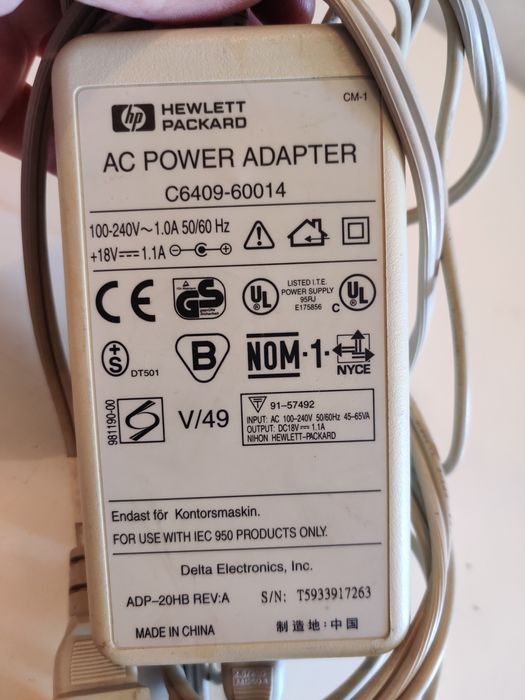 CM-1
hp HEWLETT
PACKARD
AC POWER ADAPTER
C6409-60014
100-240V～1.0A 50/60 Hz
+18V⎓1.1A
CE
geprüfte
Sicherheit
GS
UL
LISTED I.T.E.
POWER SUPPLY
95RJ
E175856
C UL
+S
DT501
B
NOM-1-
NYCE
981190-00
S
V/49
91-57492
INPUT: AC 100-240V 50/60Hz 45-65VA
OUTPUT: DC18V⎓ 1.1A
NIHON HEWLETT-PACKARD
Endast för Kontorsmaskin.
FOR USE WITH IEC 950 PRODUCTS ONLY.
Delta Electronics, Inc.
ADP-20HB REV:A S/N: T5933917263
MADE IN CHINA 制造地:中国